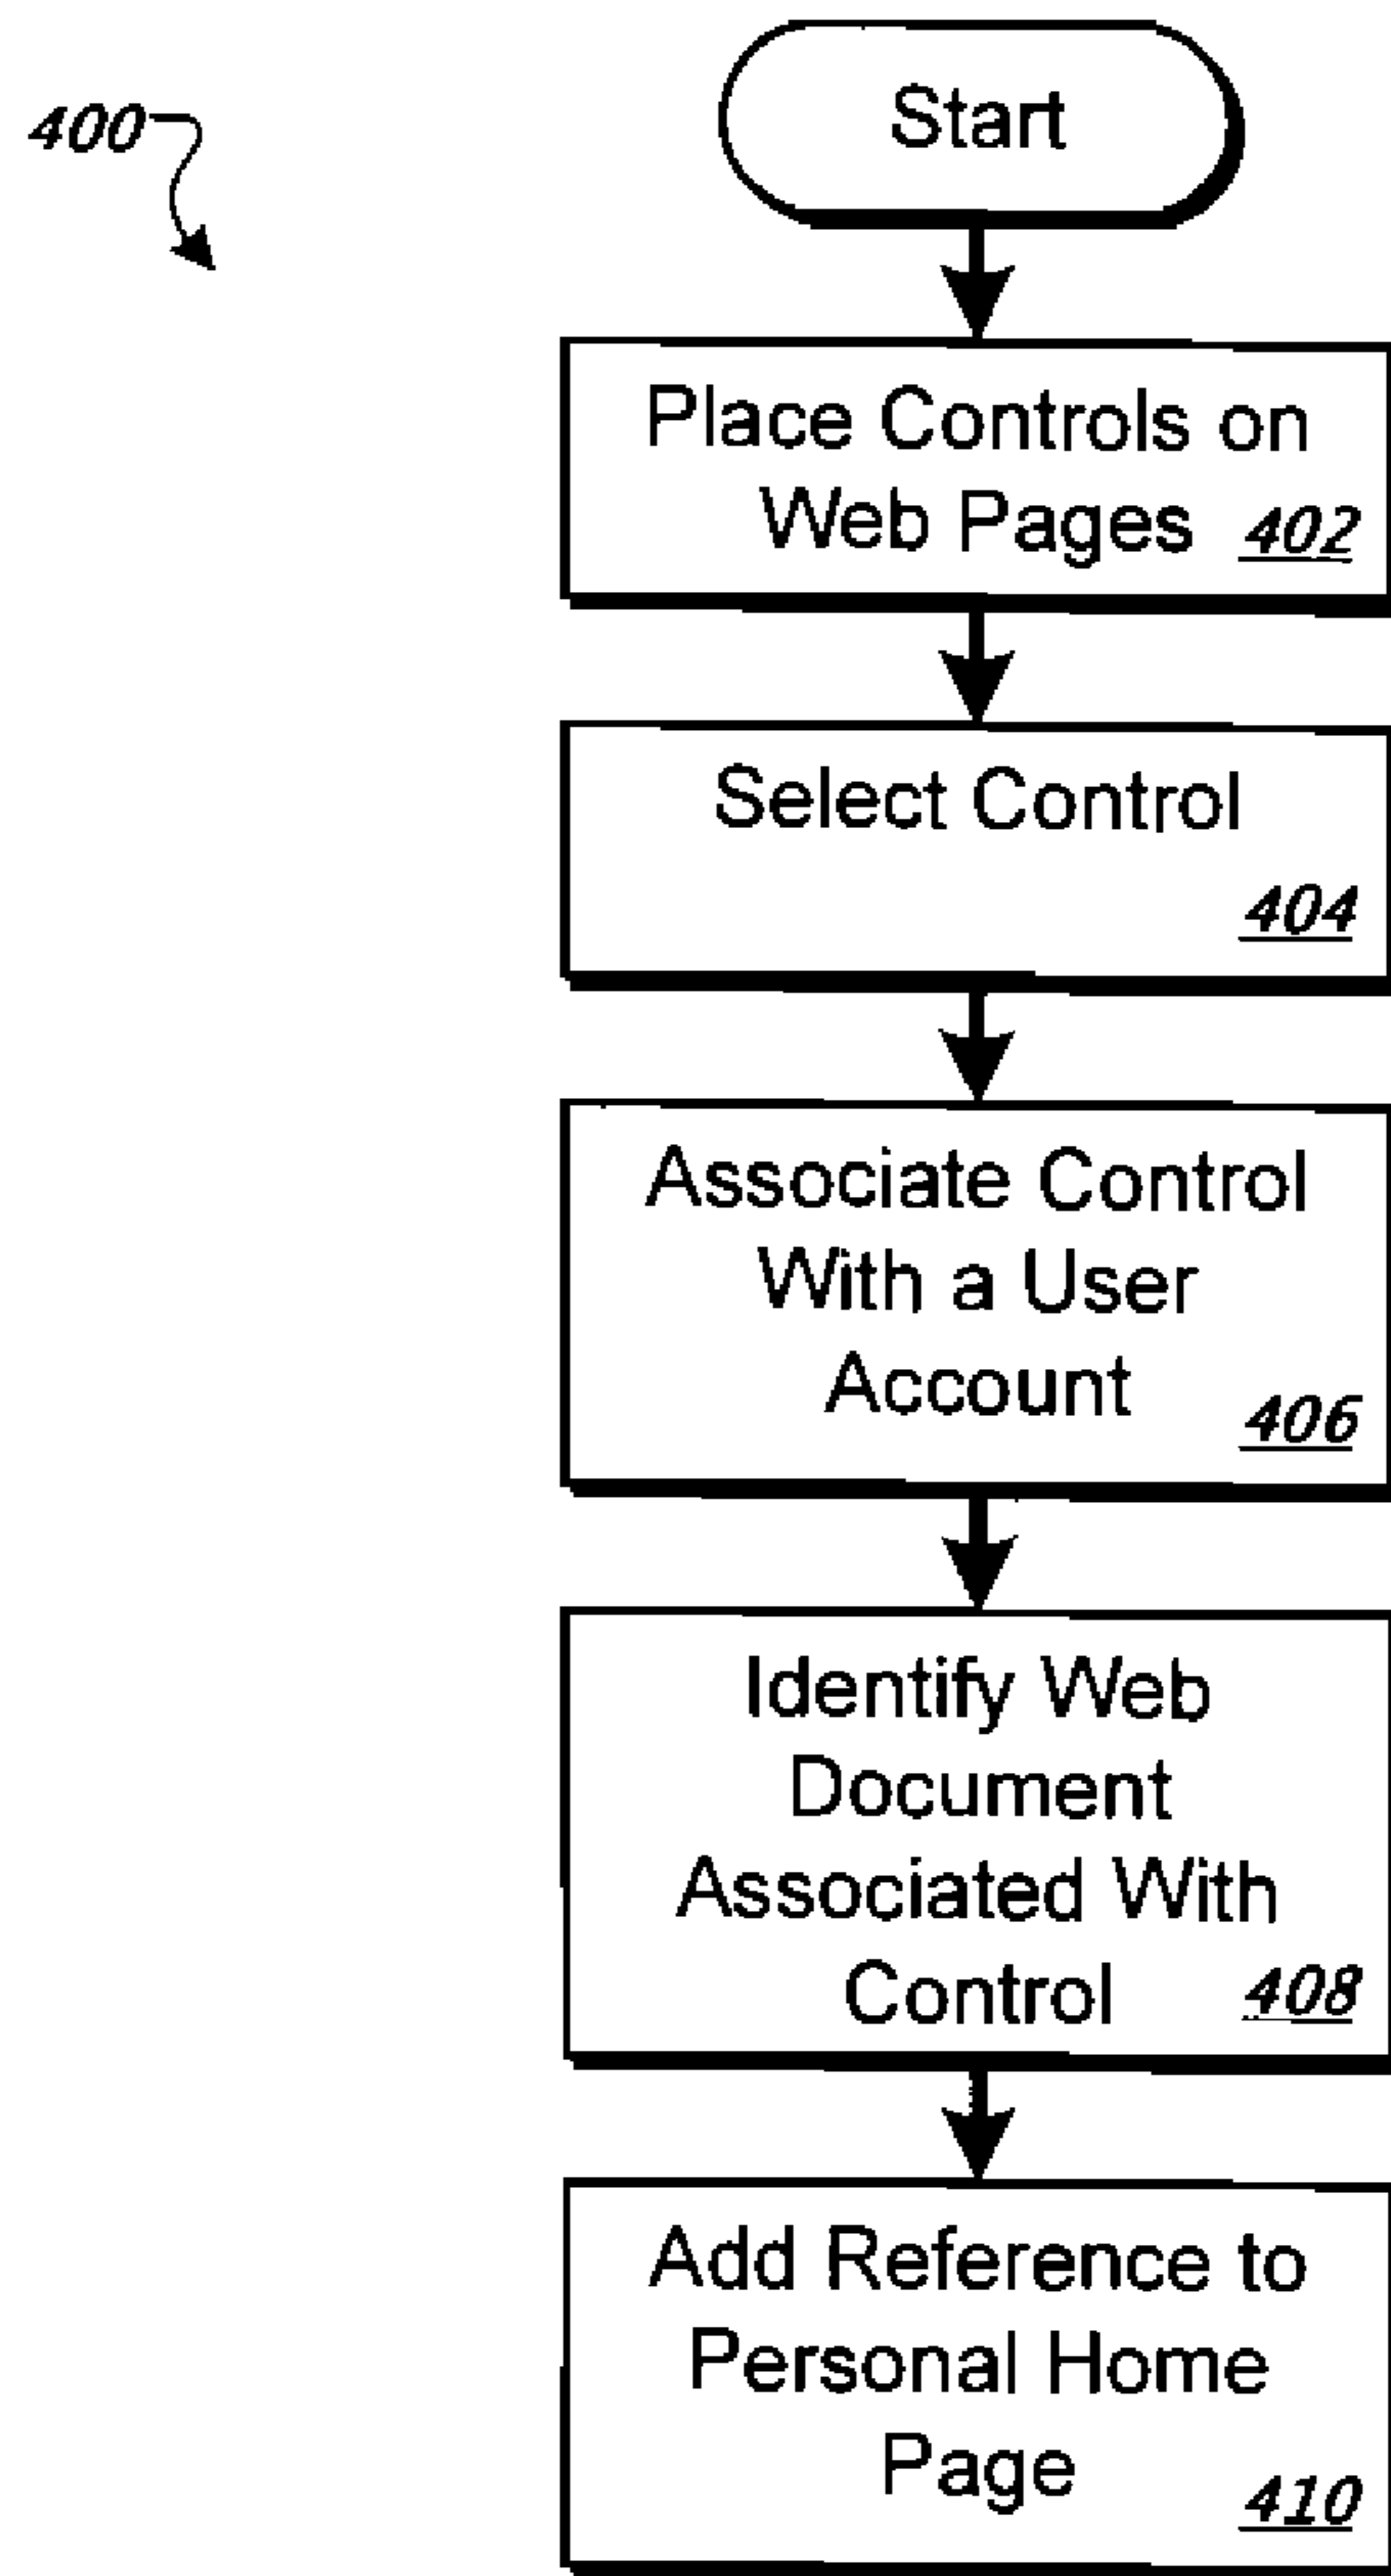 400
Start
Place Controls on
Web Pages 402
Select Control
404
Associate Control
With a User
Account 406
Identify Web
Document
Associated With
Control 408
Add Reference to
Personal Home
Page 410